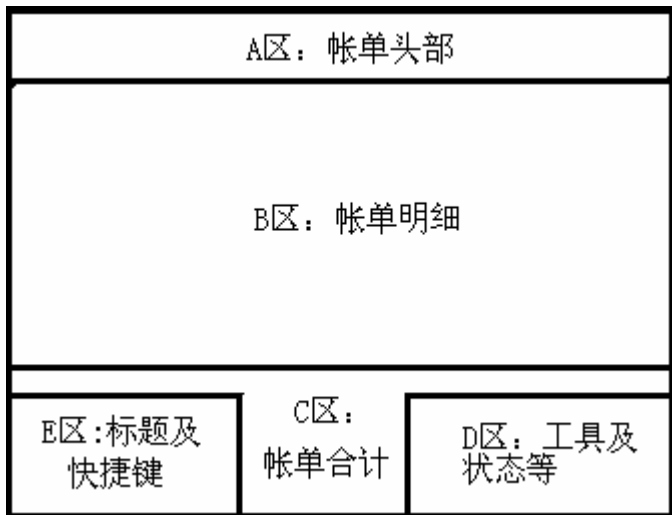 A区：帐单头部
B区：帐单明细
E区:标题及
快捷键
C区：
帐单合计
D区：工具及
状态等